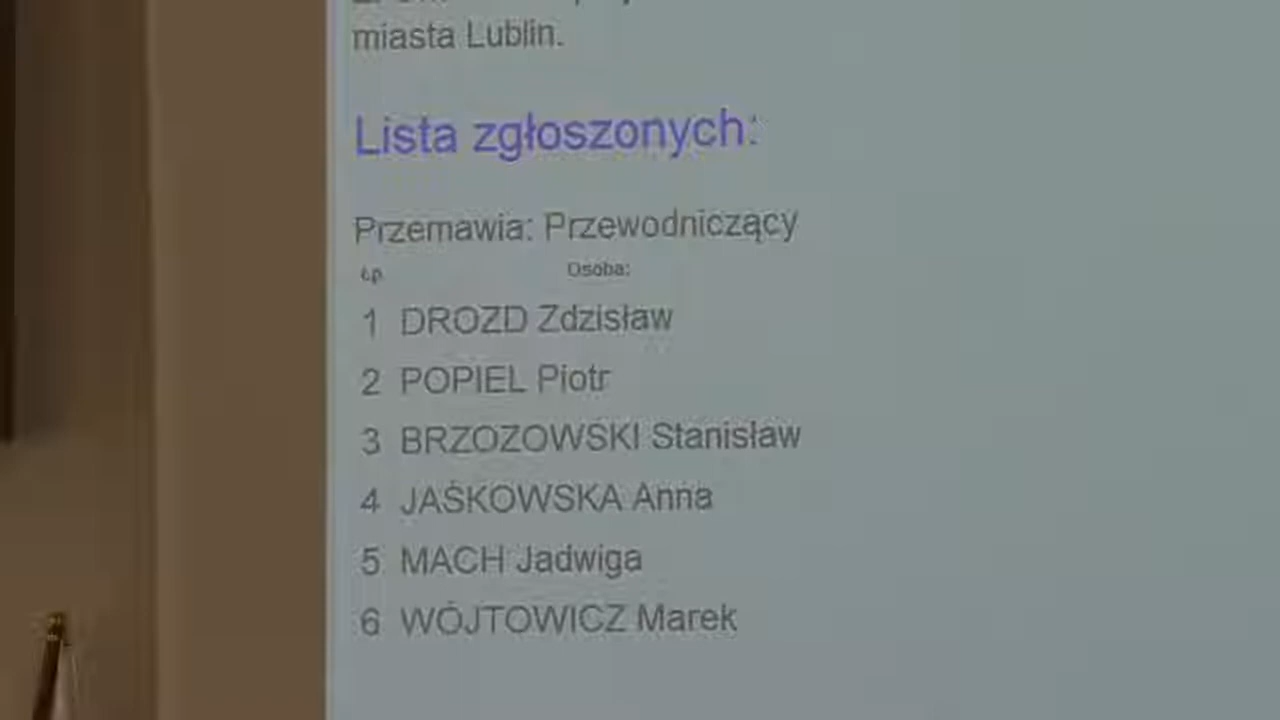 miasta Lublin.
Lista zgłoszonych:
Przemawia: Przewodniczący
Łp. Osoba:
1 DROZD Zdzisław
2 POPIEL Piotr
3 BRZOZOWSKI Stanisław
4 JAŚKOWSKA Anna
5 MACH Jadwiga
6 WÓJTOWICZ Marek